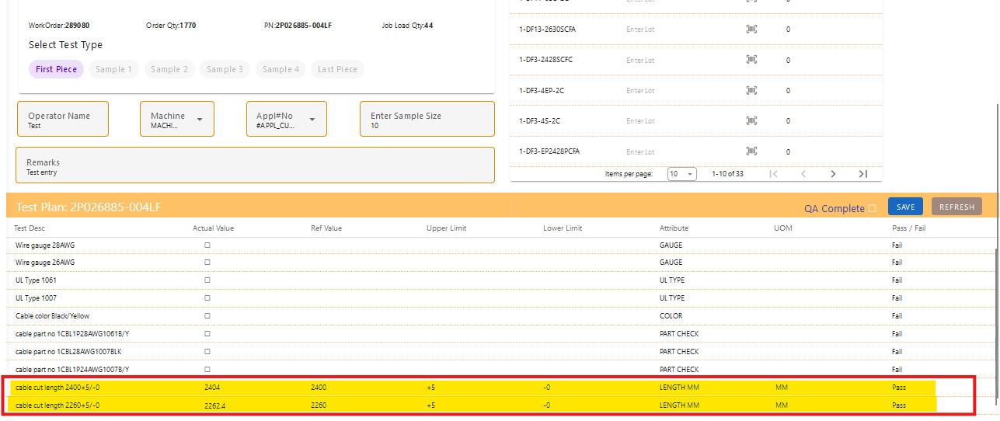 WorkOrder:289080 Order Qty:1770 PN:2P026885-004LF Job Load Qty:44
Select Test Type
First Piece Sample 1 Sample 2 Sample 3 Sample 4 Last Piece
Operator Name
Test
Machine
MACHI...
Appl#No
#APPL_CU...
Enter Sample Size
10
Remarks
Test entry
Enter Lot 0
1-DF13-2630SCFA Enter Lot 0
1-DF3-2428SCFC Enter Lot 0
1-DF3-4EP-2C Enter Lot 0
1-DF3-4S-2C Enter Lot 0
1-DF3-EP2428PCFA Enter Lot 0
Items per page: 10 1-10 of 33
Test Plan: 2P026885-004LF QA Complete SAVE REFRESH
Test Desc Actual Value Ref Value Upper Limit Lower Limit Attribute UOM Pass / Fail
Wire gauge 28AWG GAUGE Fail
Wire gauge 26AWG GAUGE Fail
UL Type 1061 UL TYPE Fail
UL Type 1007 UL TYPE Fail
Cable color Black/Yellow COLOR Fail
cable part no 1CBL1P28AWG1061B/Y PART CHECK Fail
cable part no 1CBL28AWG1007BLK PART CHECK Fail
cable part no 1CBL1P24AWG1007B/Y PART CHECK Fail
cable cut length 2400+5/-0 2404 2400 +5 -0 LENGTH MM MM Pass
cable cut length 2260+5/-0 2262.4 2260 +5 -0 LENGTH MM MM Pass